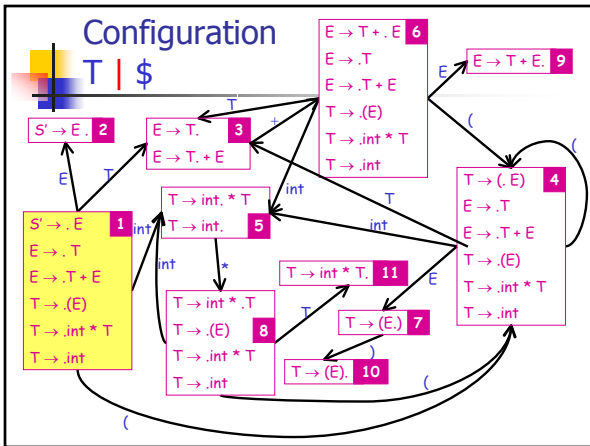 Configuration
T | $
E → T + . E 6
E → .T
E → .T + E
T → .(E)
T → .int * T
T → .int
E
E → T + E. 9
S' → E . 2
E → T. 3
E → T. + E
T
+
(
(
E
T
int
T
int
T → (. E) 4
E → .T
E → .T + E
T → .(E)
T → .int * T
T → .int
T → int. * T
T → int. 5
S' → . E 1
E → . T
E → .T + E
T → .(E)
T → .int * T
T → .int
int
int
*
T → int * T. 11
E
T → int * .T
T → .(E) 8
T → .int * T
T → .int
T
T → (E.) 7
)
T → (E). 10
(
(